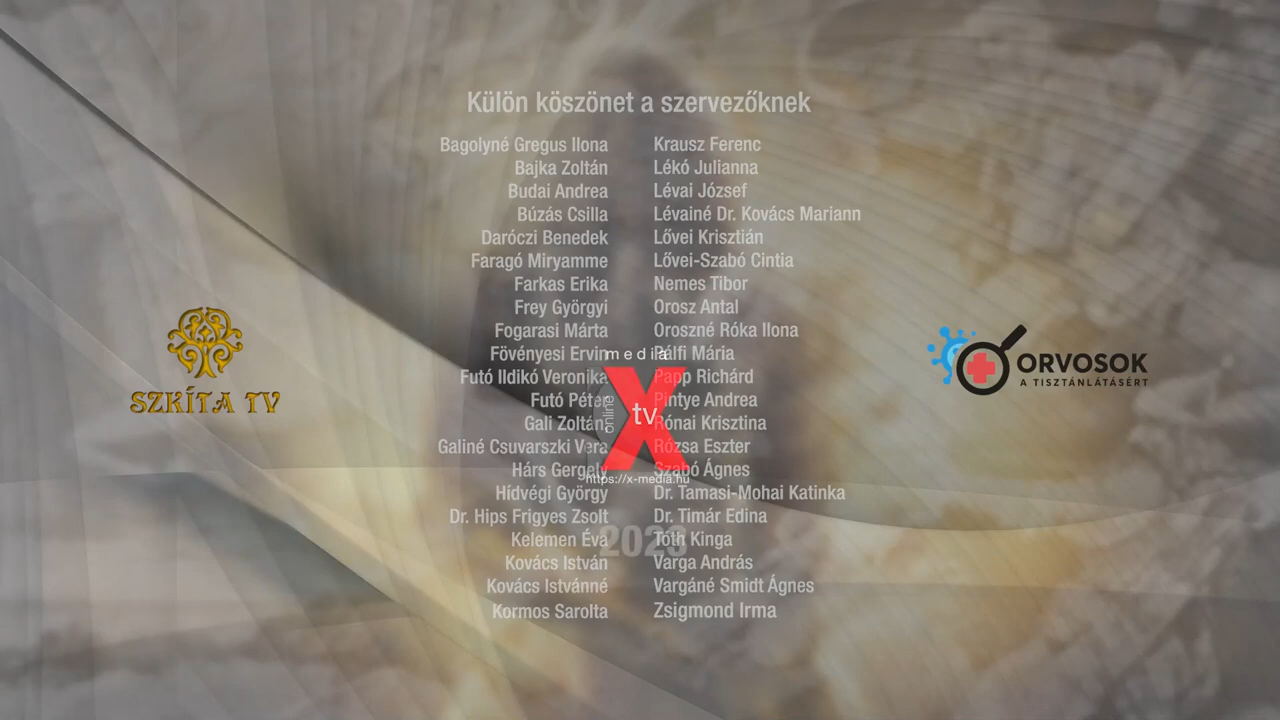 Külön köszönet a szervezőknek
Bagolyné Gregus Ilona
Bajka Zoltán
Budai Andrea
Búzás Csilla
Daróczi Benedek
Faragó Miryamme
Farkas Erika
Frey Györgyi
Fogarasi Márta
Fövényesi Ervin
Futó Ildikó Veronika
Futó Péter
Gali Zoltán
Galiné Csuvarszki Vera
Hárs Gergely
Hídvégi György
Dr. Hips Frigyes Zsolt
Kelemen Éva
Kovács István
Kovács Istvánné
Kormos Sarolta
Krausz Ferenc
Lékó Julianna
Lévai József
Lévainé Dr. Kovács Mariann
Lővei Krisztián
Lővei-Szabó Cintia
Nemes Tibor
Orosz Antal
Oroszné Róka Ilona
Pálfi Mária
Papp Richárd
Pintye Andrea
Rónai Krisztina
Rózsa Eszter
Szabó Ágnes
Dr. Tamasi-Mohai Katinka
Dr. Timár Edina
Tóth Kinga
Varga András
Vargáné Smidt Ágnes
Zsigmond Irma
SZKÍTA TV
media
online
X
tv
https://x-media.hu
2023
ORVOSOK
A TISZTÁNLÁTÁSÉRT